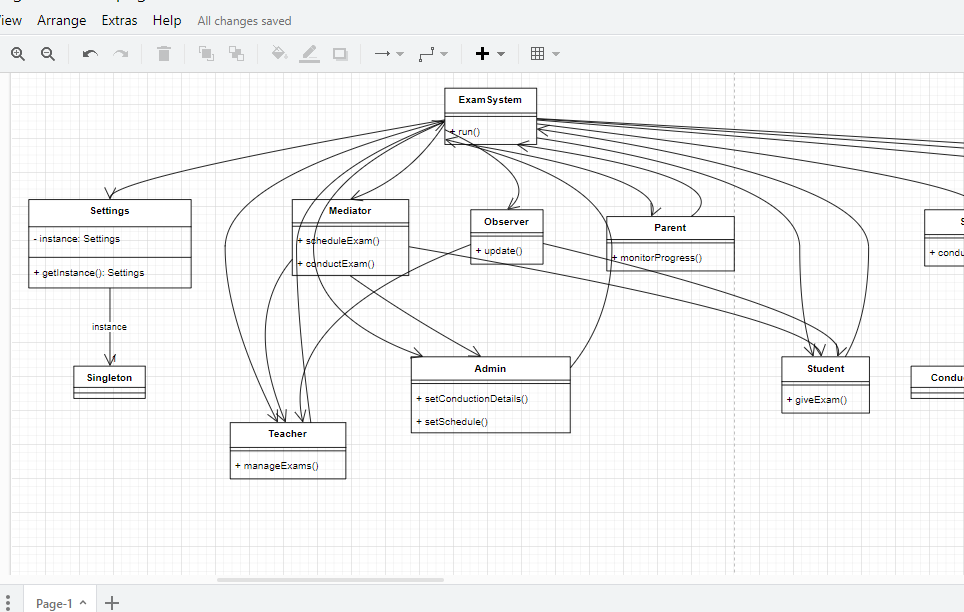 Arrange Extras Help All changes saved
ExamSystem
+ run()
Settings
- instance: Settings
+ getInstance(): Settings
Mediator
+ scheduleExam()
+ conductExam()
Observer
+ update()
Parent
+ monitorProgress()
S
+ condu
instance
Singleton
Admin
+ setConductionDetails()
+ setSchedule()
Student
+ giveExam()
Condu
Teacher
+ manageExams()
Page-1